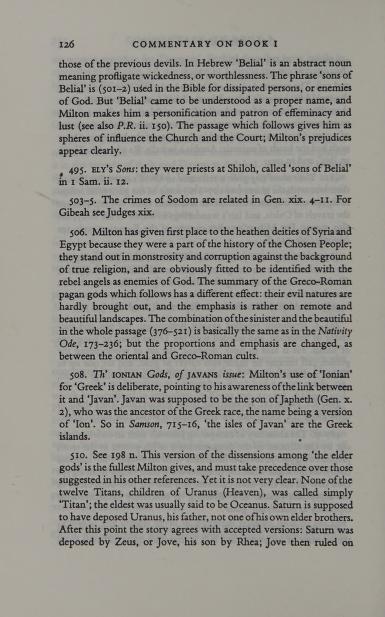 126 COMMENTARY ON BOOK I
those of the previous devils. In Hebrew 'Belial' is an abstract noun
meaning profligate wickedness, or worthlessness. The phrase 'sons of
Belial' is (501–2) used in the Bible for dissipated persons, or enemies
of God. But 'Belial' came to be understood as a proper name, and
Milton makes him a personification and patron of effeminacy and
lust (see also P.R. ii. 150). The passage which follows gives him as
spheres of influence the Church and the Court; Milton's prejudices
appear clearly.
495. ELY'S Sons: they were priests at Shiloh, called 'sons of Belial'
in 1 Sam. ii. 12.
503–5. The crimes of Sodom are related in Gen. xix. 4–11. For
Gibeah see Judges xix.
506. Milton has given first place to the heathen deities of Syria and
Egypt because they were a part of the history of the Chosen People;
they stand out in monstrosity and corruption against the background
of true religion, and are obviously fitted to be identified with the
rebel angels as enemies of God. The summary of the Greco-Roman
pagan gods which follows has a different effect: their evil natures are
hardly brought out, and the emphasis is rather on remote and
beautiful landscapes. The combination of the sinister and the beautiful
in the whole passage (376–521) is basically the same as in the Nativity
Ode, 173–236; but the proportions and emphasis are changed, as
between the oriental and Greco-Roman cults.
508. Th' IONIAN Gods, of JAVANS issue: Milton's use of 'Ionian'
for 'Greek' is deliberate, pointing to his awareness of the link between
it and 'Javan'. Javan was supposed to be the son of Japheth (Gen. x.
2), who was the ancestor of the Greek race, the name being a version
of 'Ion'. So in Samson, 715–16, 'the isles of Javan' are the Greek
islands.
510. See 198 n. This version of the dissensions among 'the elder
gods' is the fullest Milton gives, and must take precedence over those
suggested in his other references. Yet it is not very clear. None of the
twelve Titans, children of Uranus (Heaven), was called simply
'Titan'; the eldest was usually said to be Oceanus. Saturn is supposed
to have deposed Uranus, his father, not one of his own elder brothers.
After this point the story agrees with accepted versions: Saturn was
deposed by Zeus, or Jove, his son by Rhea; Jove then ruled on